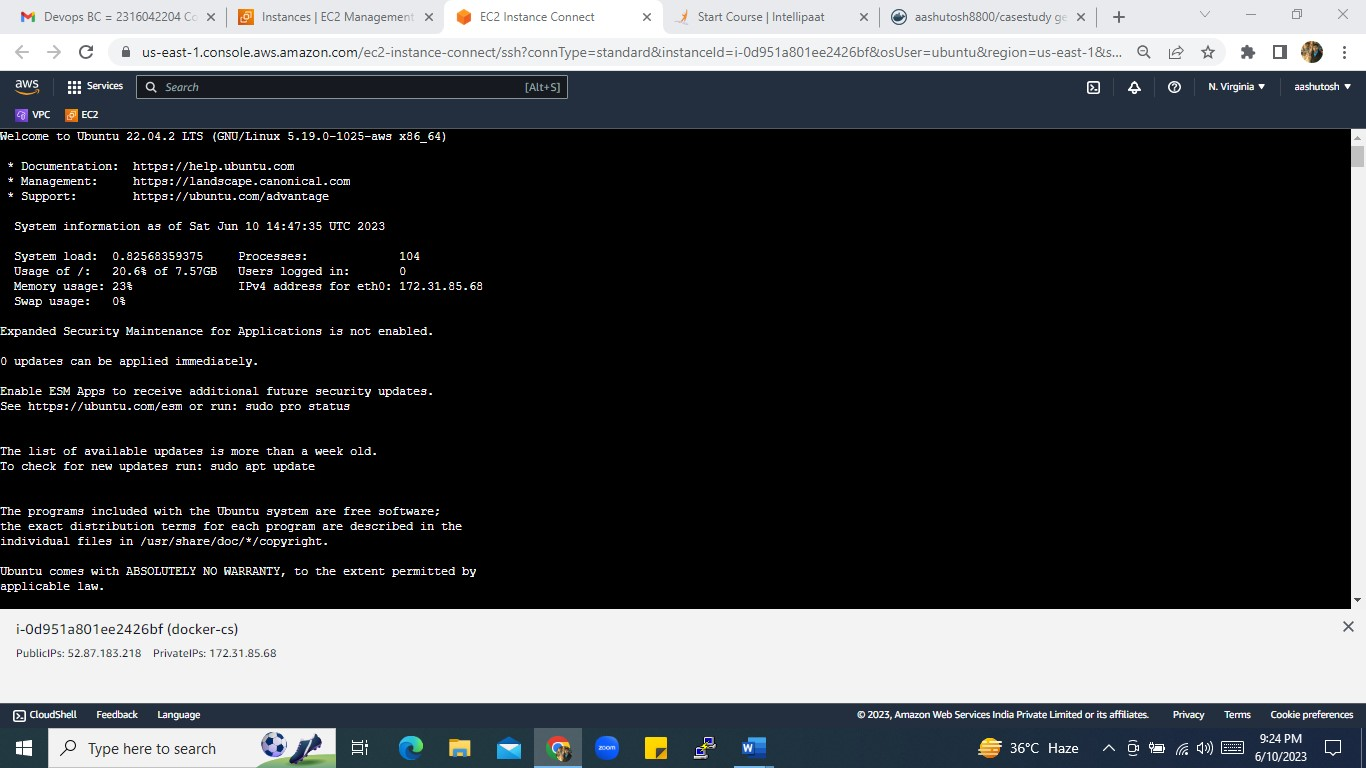 Devops BC = 2316042204 Co
Instances | EC2 Management
EC2 Instance Connect
Start Course | Intellipaat
aashutosh8800/casestudy ge
us-east-1.console.aws.amazon.com/ec2-instance-connect/ssh?connType=standard&instanceId=i-0d951a801ee2426bf&osUser=ubuntu&region=us-east-1&s...
aws Services Search [Alt+S] N. Virginia aashutosh
VPC EC2
Welcome to Ubuntu 22.04.2 LTS (GNU/Linux 5.19.0-1025-aws x86_64)
* Documentation: https://help.ubuntu.com
* Management: https://landscape.canonical.com
* Support: https://ubuntu.com/advantage
System information as of Sat Jun 10 14:47:35 UTC 2023
System load: 0.82568359375 Processes: 104
Usage of /: 20.6% of 7.57GB Users logged in: 0
Memory usage: 23% IPv4 address for eth0: 172.31.85.68
Swap usage: 0%
Expanded Security Maintenance for Applications is not enabled.
0 updates can be applied immediately.
Enable ESM Apps to receive additional future security updates.
See https://ubuntu.com/esm or run: sudo pro status
The list of available updates is more than a week old.
To check for new updates run: sudo apt update
The programs included with the Ubuntu system are free software;
the exact distribution terms for each program are described in the
individual files in /usr/share/doc/*/copyright.
Ubuntu comes with ABSOLUTELY NO WARRANTY, to the extent permitted by
applicable law.
i-0d951a801ee2426bf (docker-cs)
PublicIPs: 52.87.183.218 PrivateIPs: 172.31.85.68
CloudShell Feedback Language © 2023, Amazon Web Services India Private Limited or its affiliates. Privacy Terms Cookie preferences
Type here to search zoom W 36°C Haze 9:24 PM
6/10/2023